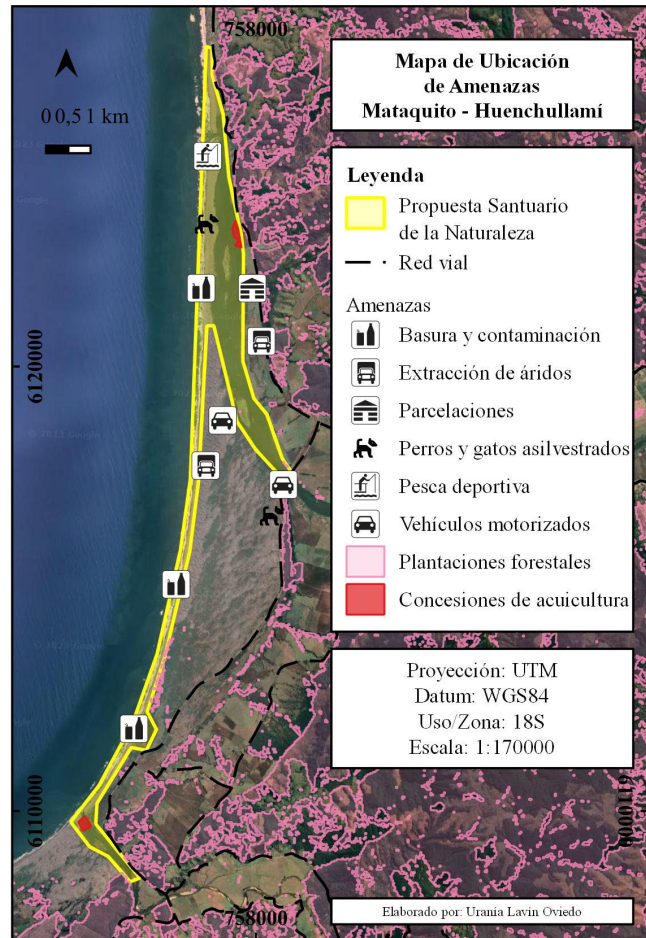 758000
Mapa de Ubicación
de Amenazas
Mataquito - Huenchullamí
0 0,5 1 km
Leyenda
Propuesta Santuario
de la Naturaleza
Red vial
Amenazas
Basura y contaminación
Extracción de áridos
Parcelaciones
Perros y gatos asilvestrados
Pesca deportiva
Vehículos motorizados
Plantaciones forestales
Concesiones de acuicultura
6120000
Proyección: UTM
Datum: WGS84
Uso/Zona: 18S
Escala: 1:170000
6110000
6110000
758000
Elaborado por: Urania Lavin Oviedo